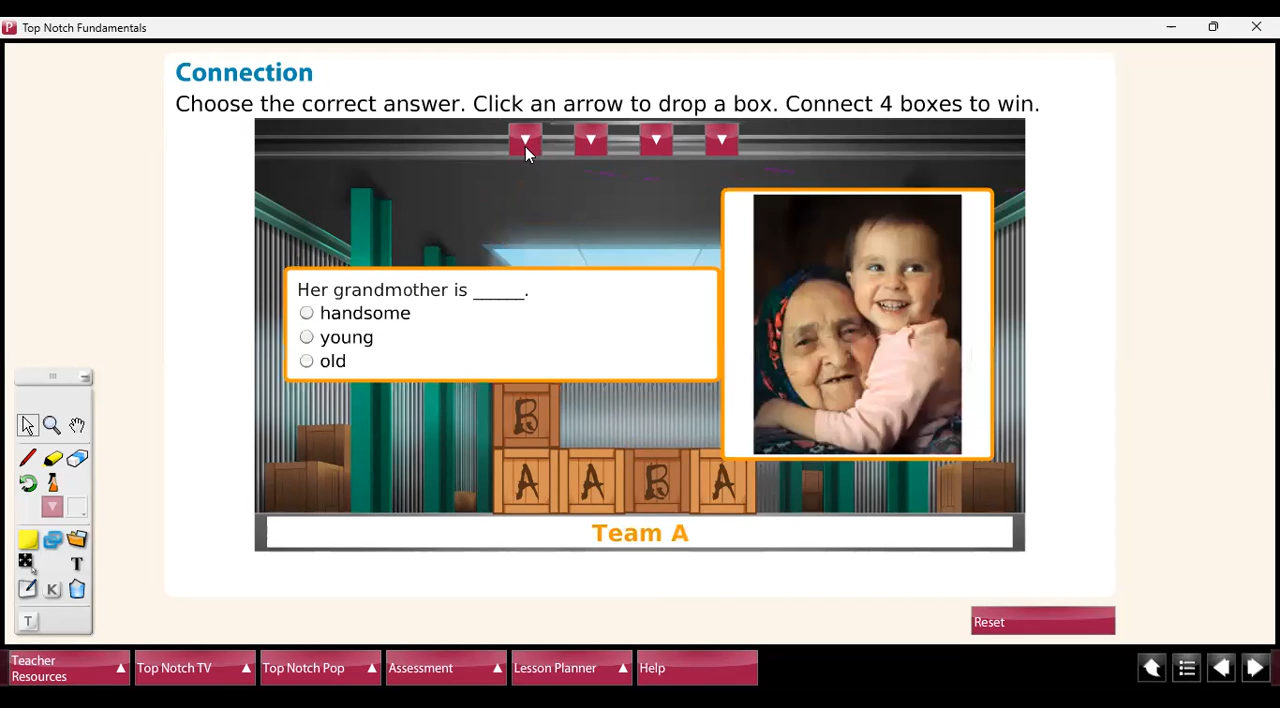 Top Notch Fundamentals
Connection
Choose the correct answer. Click an arrow to drop a box. Connect 4 boxes to win.
Her grandmother is ______.
handsome
young
old
B
A A B A
Team A
T
K
T
Reset
Teacher Resources
Top Notch TV
Top Notch Pop
Assessment
Lesson Planner
Help